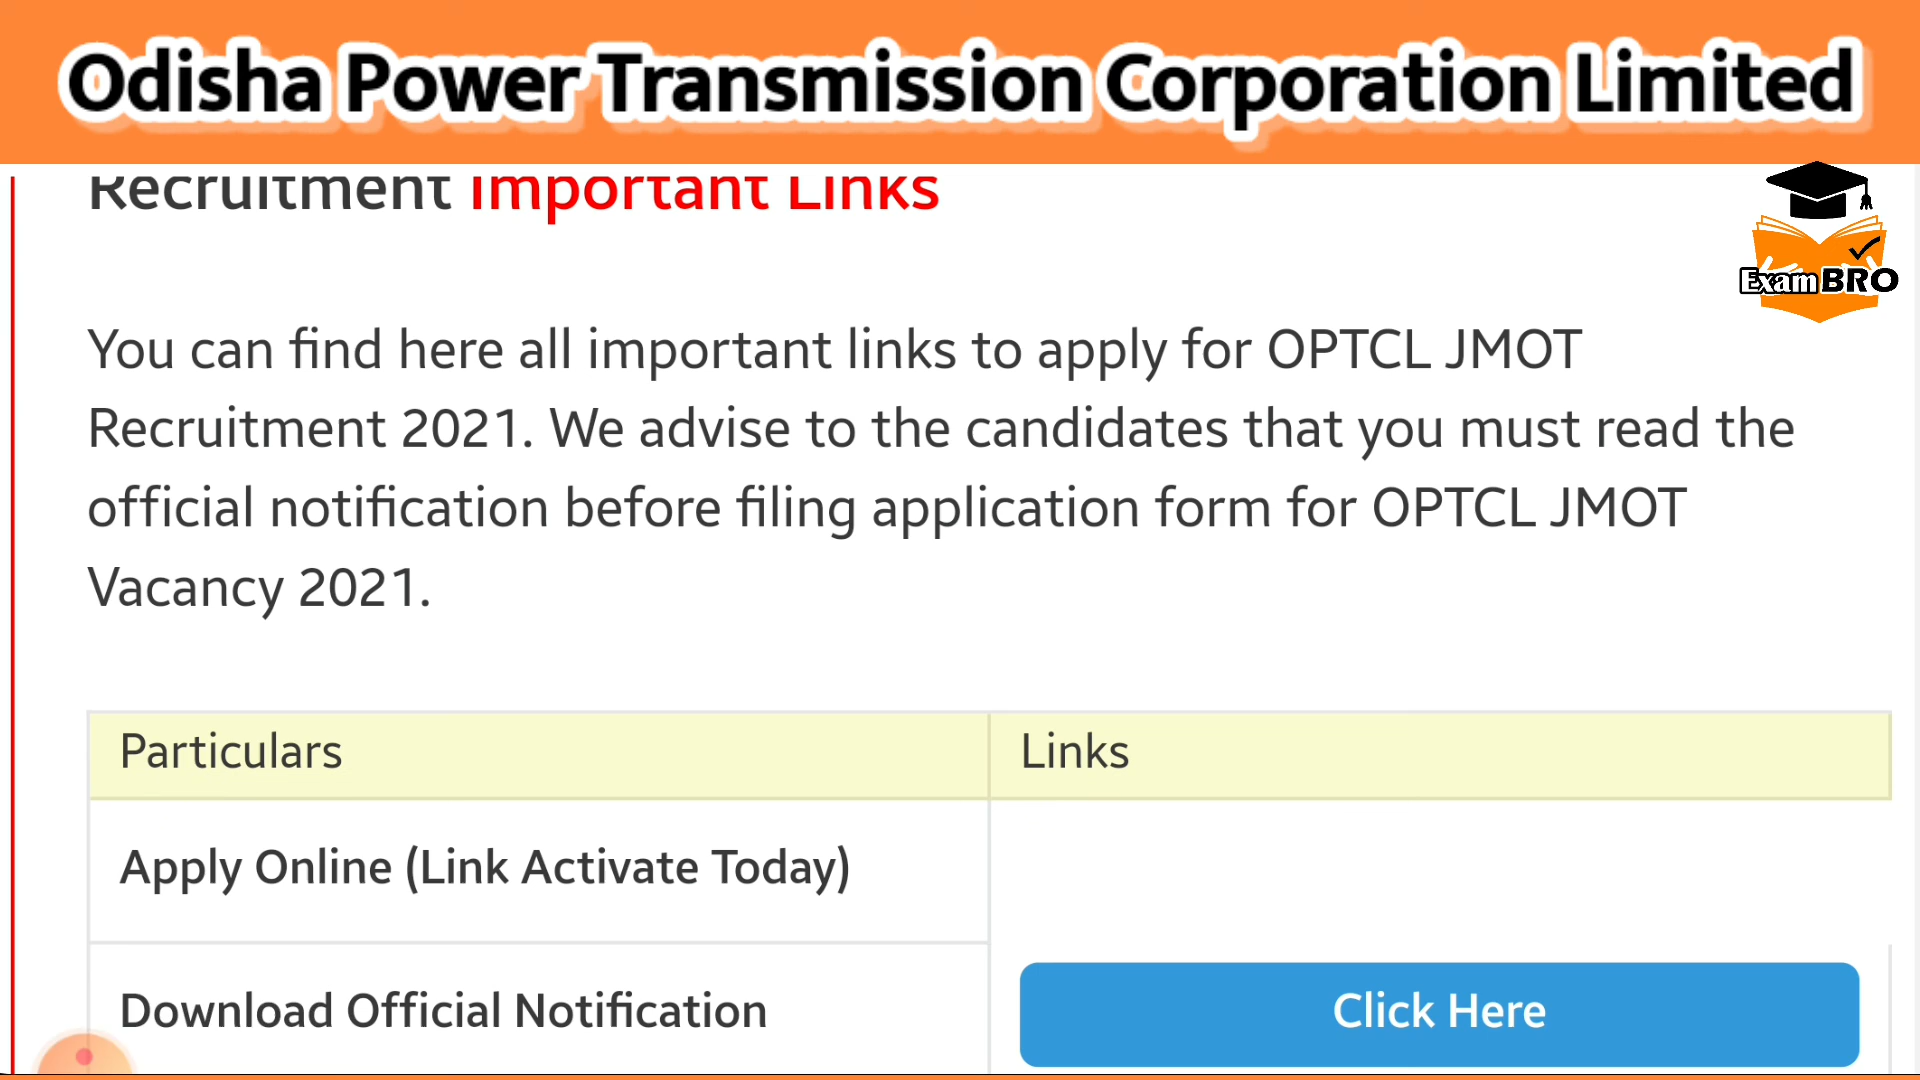 Odisha Power Transmission Corporation Limited
Recruitment Important Links
Exam BRO
You can find here all important links to apply for OPTCL JMOT
Recruitment 2021. We advise to the candidates that you must read the
official notification before filing application form for OPTCL JMOT
Vacancy 2021.
Particulars Links
Apply Online (Link Activate Today)
Download Official Notification Click Here